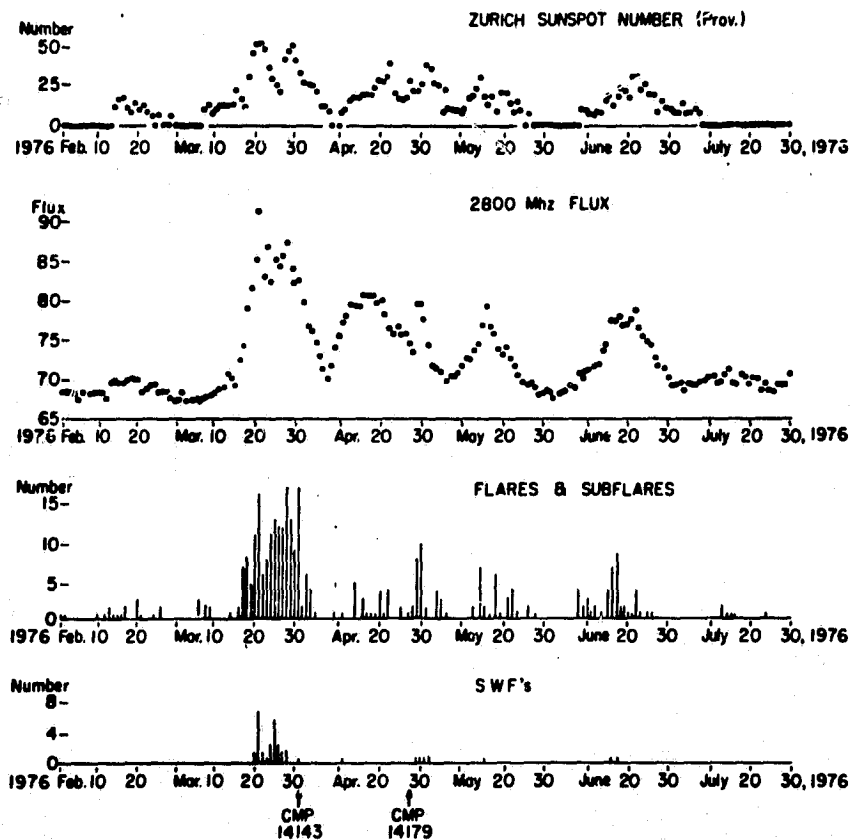 ZURICH SUNSPOT NUMBER (Prov.)
Number
50-
25
0
1976 Feb. 10 20 Mar. 10 20 30 Apr. 20 30 May 20 30 June 20 30 July 20 30, 1976
2800 Mhz FLUX
Flux
90-
85-
80-
75-
70-
65
1976 Feb. 10 20 Mar. 10 20 30 Apr. 20 30 May 20 30 June 20 30 July 20 30, 1976
FLARES & SUBFLARES
Number
15-
10-
5-
0
1976 Feb. 10 20 Mar. 10 20 30 Apr. 20 30 May 20 30 June 20 30 July 20 30, 1976
SWF's
Number
8-
4-
0
1976 Feb. 10 20 Mar. 10 20 30 Apr. 20 30 May 20 30 June 20 30 July 20 30, 1976
CMP CMP
14143 14179